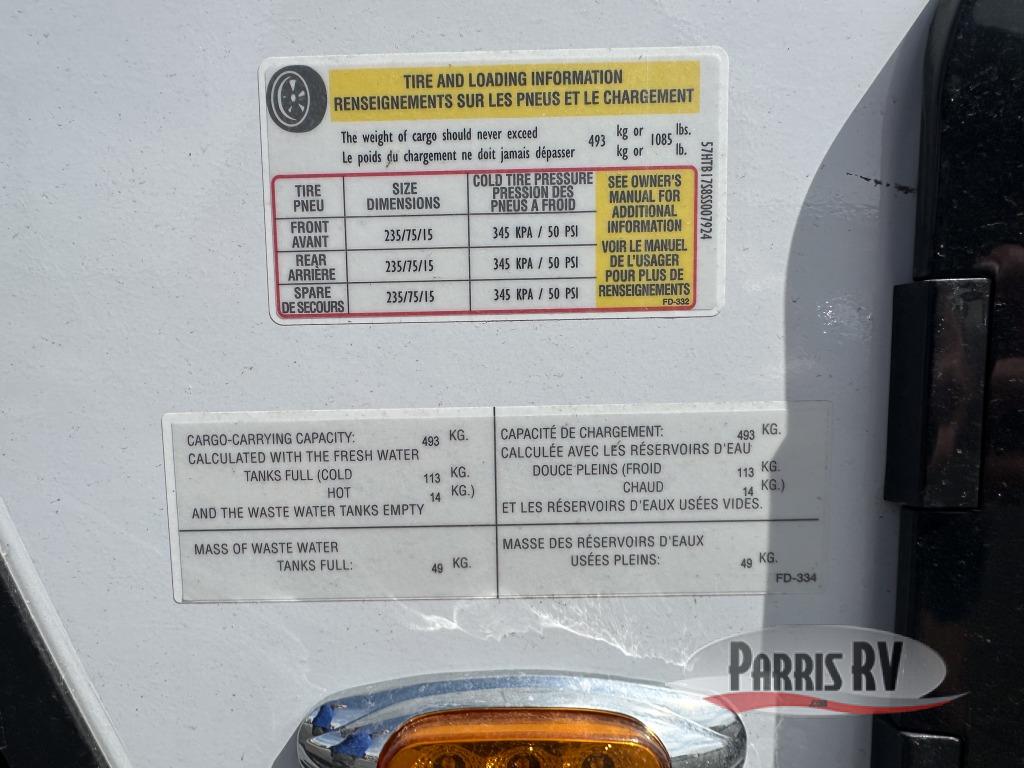 TIRE AND LOADING INFORMATION
RENSEIGNEMENTS SUR LES PNEUS ET LE CHARGEMENT
The weight of cargo should never exceed 493 kg or 1085 lbs.
Le poids du chargement ne doit jamais dépasser kg or lb.
TIRE PNEU
SIZE DIMENSIONS
COLD TIRE PRESSURE
PRESSION DES
PNEUS A FROID
FRONT AVANT 235/75/15 345 KPA / 50 PSI
REAR ARRIÈRE 235/75/15 345 KPA / 50 PSI
SPARE DE SECOURS 235/75/15 345 KPA / 50 PSI
SEE OWNER'S
MANUAL FOR
ADDITIONAL
INFORMATION
VOIR LE MANUEL
DE L'USAGER
POUR PLUS DE
RENSEIGNEMENTS
FD-332
57HTB17S8SS007924
CARGO-CARRYING CAPACITY: 493 KG.
CALCULATED WITH THE FRESH WATER
TANKS FULL (COLD 113 KG.
HOT 14 KG.)
AND THE WASTE WATER TANKS EMPTY
CAPACITÉ DE CHARGEMENT: 493 KG.
CALCULÉE AVEC LES RÉSERVOIRS D'EAU
DOUCE PLEINS (FROID 113 KG.
CHAUD 14 KG.)
ET LES RÉSERVOIRS D'EAUX USÉES VIDES.
MASS OF WASTE WATER
TANKS FULL: 49 KG.
MASSE DES RÉSERVOIRS D'EAUX
USÉES PLEINS: 49 KG.
FD-334
PARRIS RV
.com